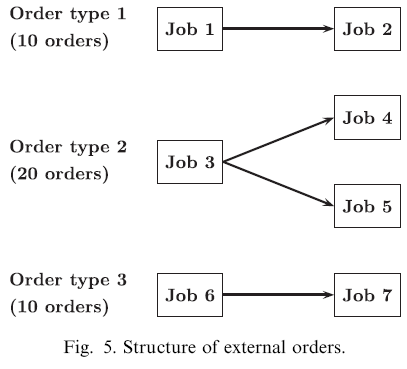 Order type 1
(10 orders)
Job 1
Job 2
Order type 2
(20 orders)
Job 3
Job 4
Job 5
Order type 3
(10 orders)
Job 6
Job 7
Fig. 5. Structure of external orders.